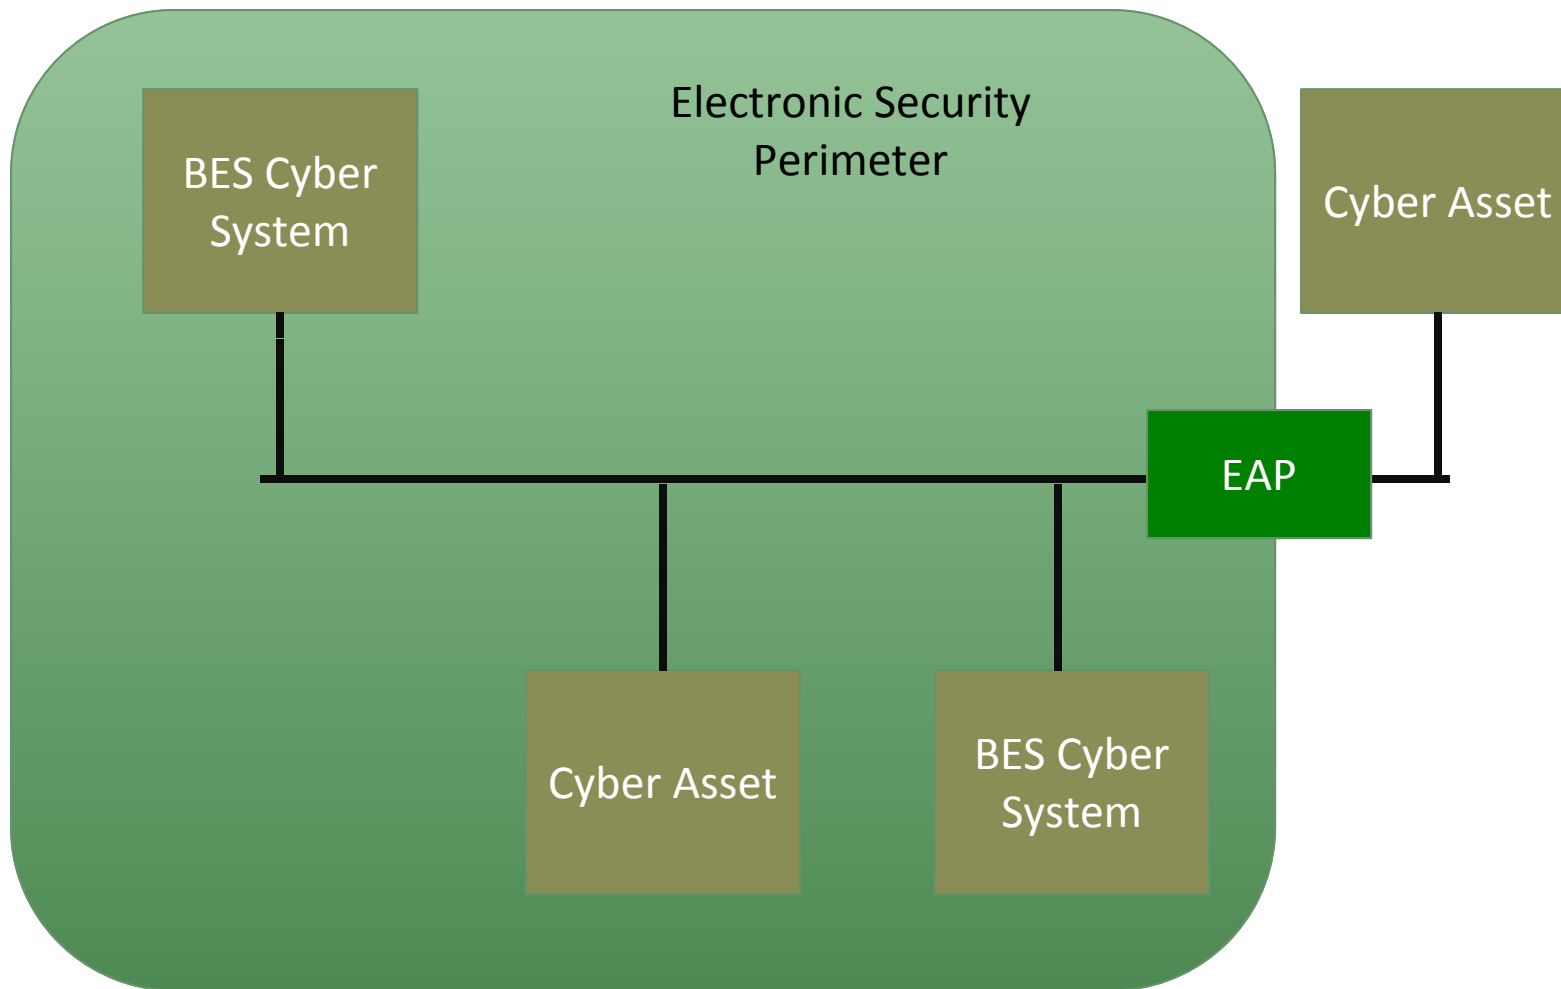 Electronic Security
Perimeter
BES Cyber
System
Cyber Asset
EAP
Cyber Asset
BES Cyber
System